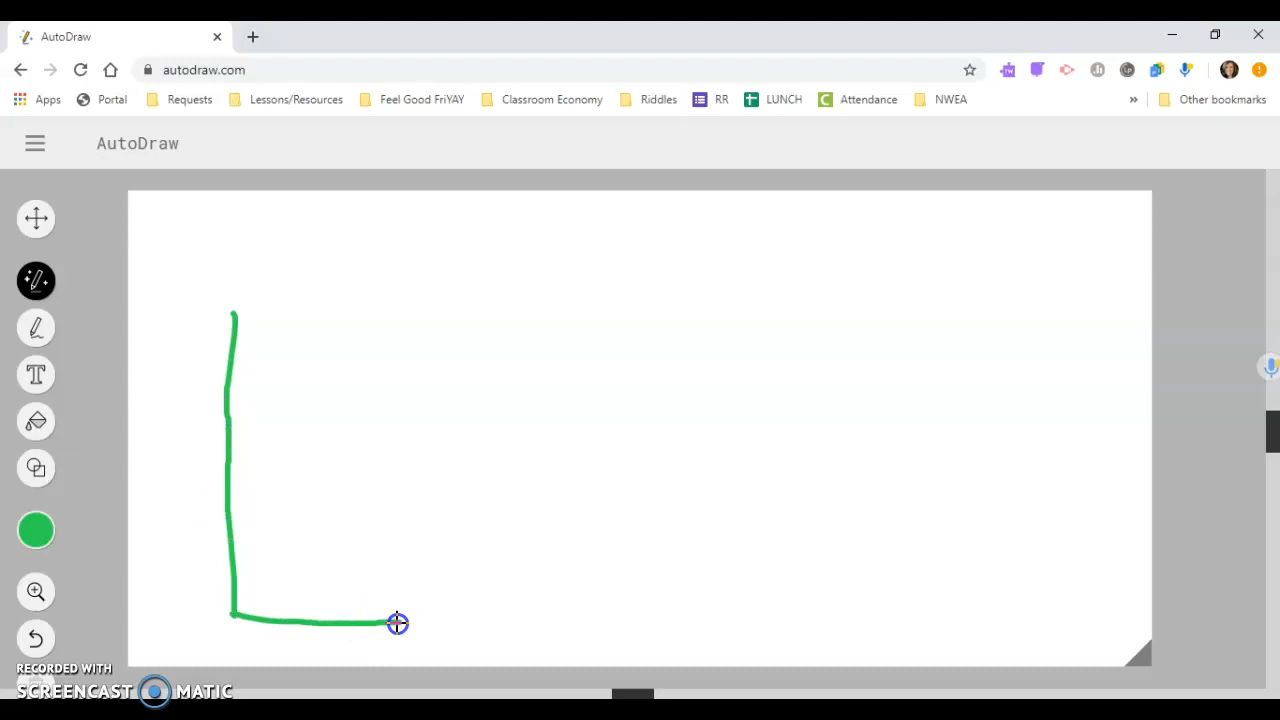 AutoDraw
autodraw.com
Apps Portal Requests Lessons/Resources Feel Good FriYAY Classroom Economy Riddles RR LUNCH Attendance NWEA » Other bookmarks
AutoDraw
T
RECORDED WITH
SCREENCAST MATIC